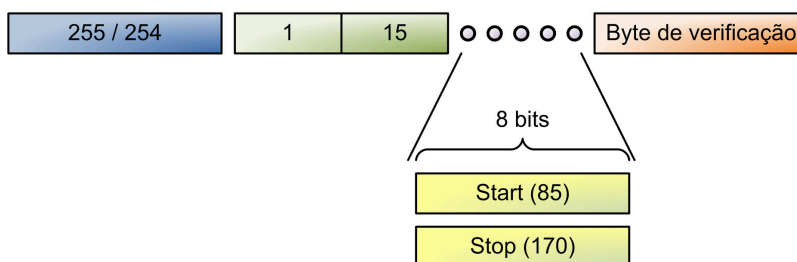 255 / 254 1 15 Byte de verificação
8 bits
Start (85)
Stop (170)